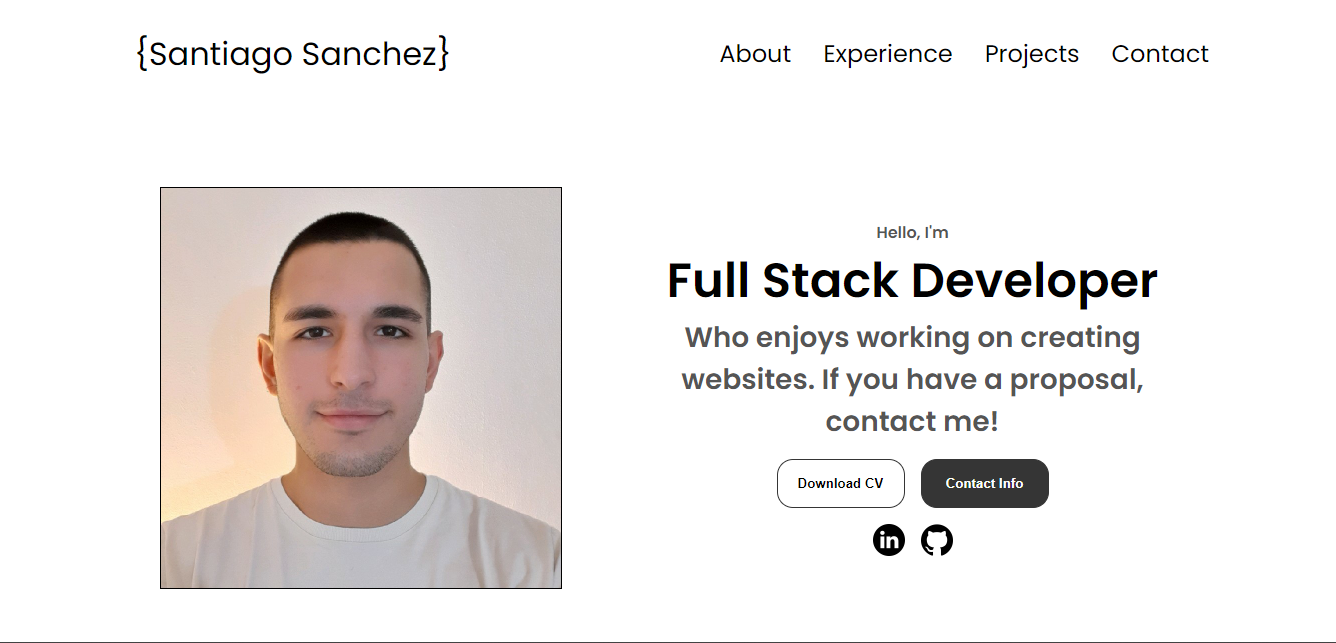 {Santiago Sanchez}
About Experience Projects Contact
Hello, I'm
Full Stack Developer
Who enjoys working on creating
websites. If you have a proposal,
contact me!
Download CV
Contact Info
in